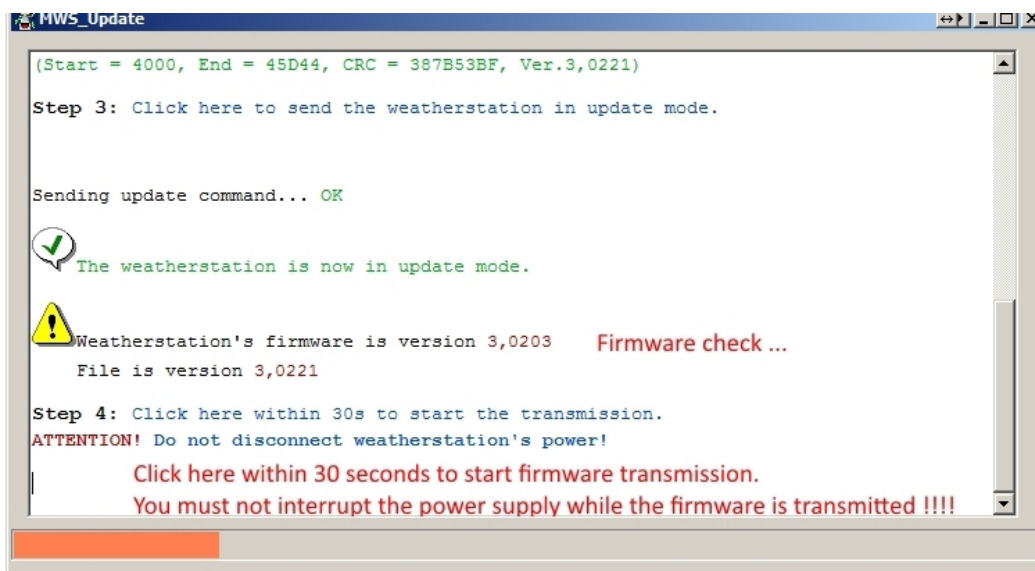 MWS_Update
(Start = 4000, End = 45D44, CRC = 387B53BF, Ver.3,0221)
Step 3: Click here to send the weatherstation in update mode.
Sending update command... OK
The weatherstation is now in update mode.
Weatherstation's firmware is version 3,0203 Firmware check ...
File is version 3,0221
Step 4: Click here within 30s to start the transmission.
ATTENTION! Do not disconnect weatherstation's power!
Click here within 30 seconds to start firmware transmission.
You must not interrupt the power supply while the firmware is transmitted !!!!